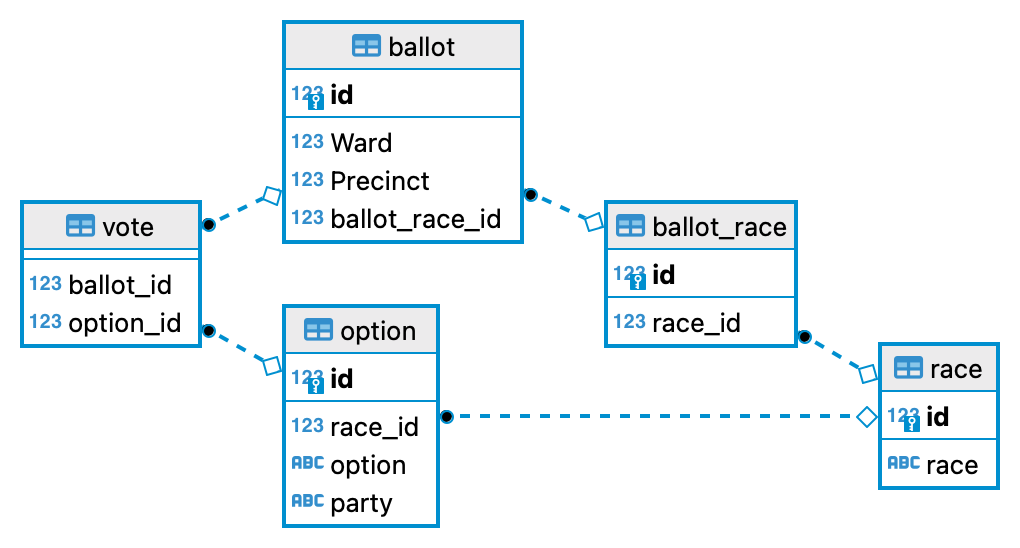 ballot
123 id
123 Ward
123 Precinct
123 ballot_race_id
vote
123 ballot_id
123 option_id
ballot_race
123 id
123 race_id
option
123 id
123 race_id
ABC option
ABC party
race
123 id
ABC race